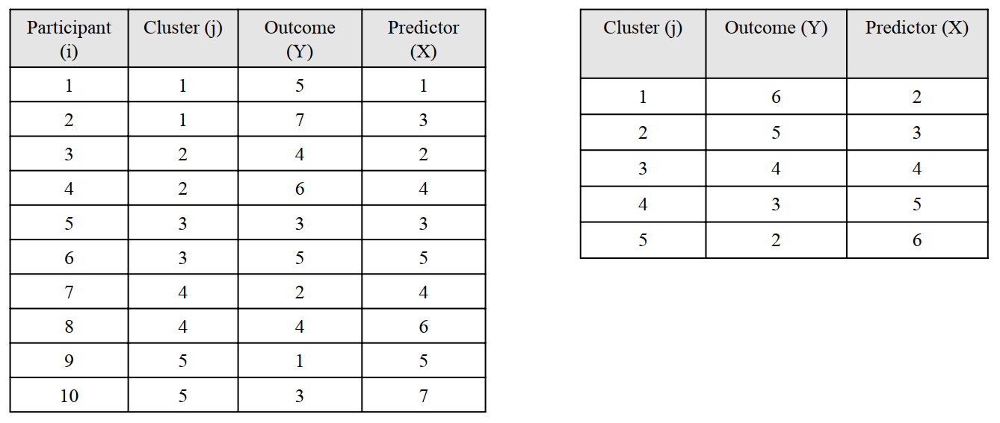 Participant (i) Cluster (j) Outcome (Y) Predictor (X)
1 1 5 1
2 1 7 3
3 2 4 2
4 2 6 4
5 3 3 3
6 3 5 5
7 4 2 4
8 4 4 6
9 5 1 5
10 5 3 7
Cluster (j) Outcome (Y) Predictor (X)
1 6 2
2 5 3
3 4 4
4 3 5
5 2 6